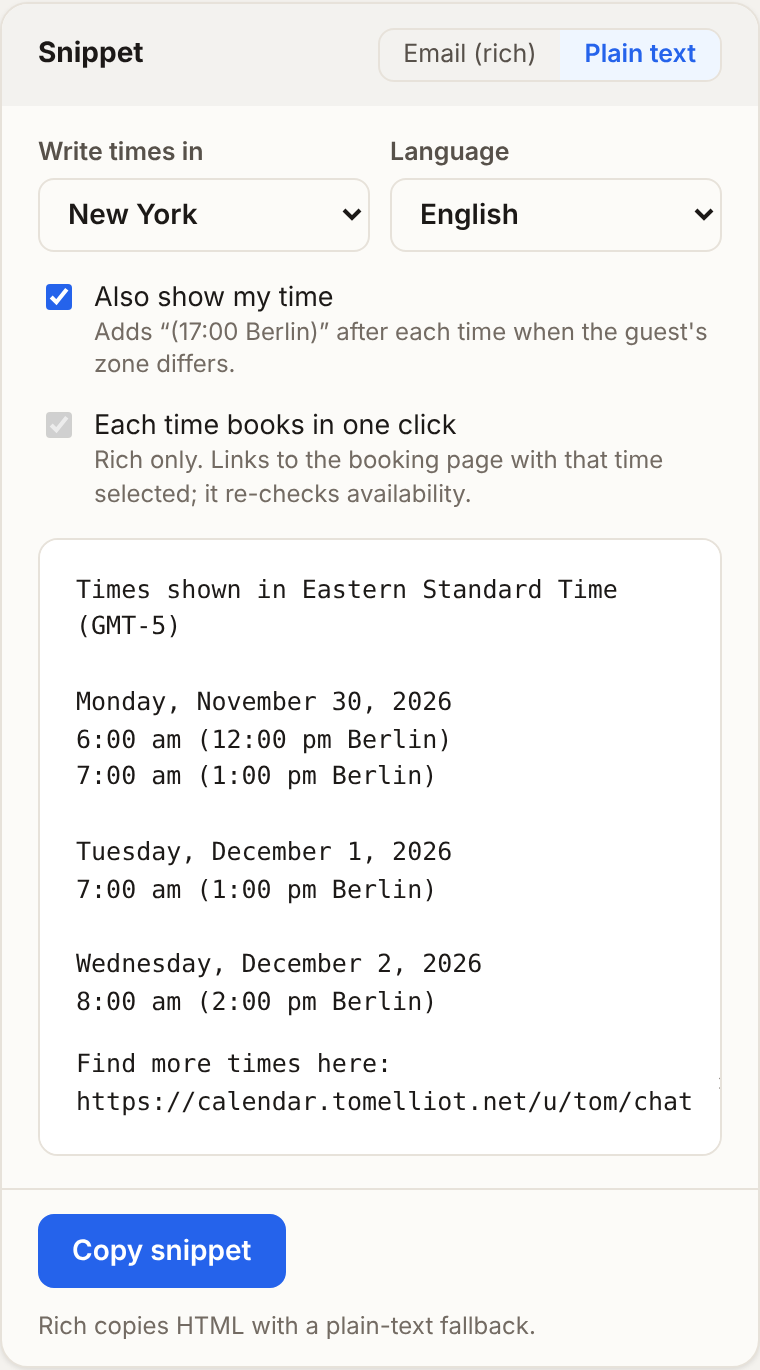 Snippet
Email (rich)
Plain text
Write times in
Language
New York
English
Also show my time
Adds “(17:00 Berlin)” after each time when the guest's
zone differs.
Each time books in one click
Rich only. Links to the booking page with that time
selected; it re-checks availability.
Times shown in Eastern Standard Time
(GMT-5)
Monday, November 30, 2026
6:00 am (12:00 pm Berlin)
7:00 am (1:00 pm Berlin)
Tuesday, December 1, 2026
7:00 am (1:00 pm Berlin)
Wednesday, December 2, 2026
8:00 am (2:00 pm Berlin)
Find more times here:
https://calendar.tomelliot.net/u/tom/chat
Copy snippet
Rich copies HTML with a plain-text fallback.